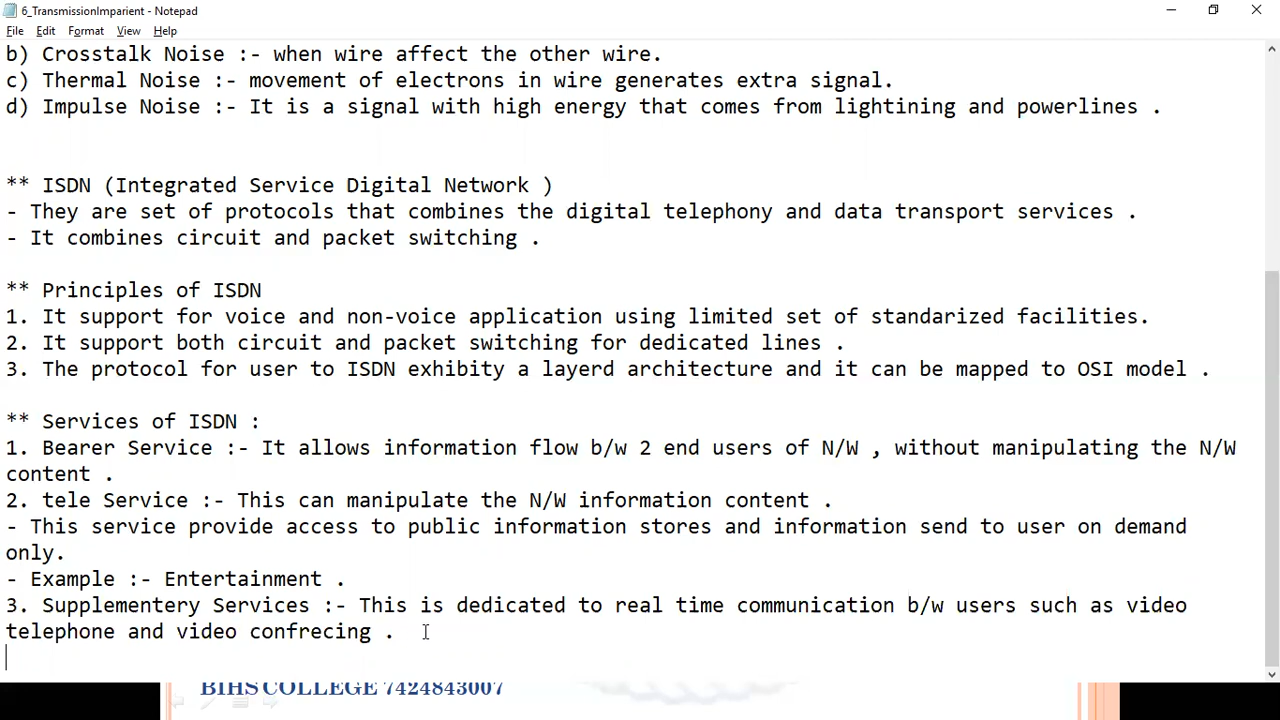 6_TransmissionImparient - Notepad
File Edit Format View Help
b) Crosstalk Noise :- when wire affect the other wire.
c) Thermal Noise :- movement of electrons in wire generates extra signal.
d) Impulse Noise :- It is a signal with high energy that comes from lightining and powerlines .
** ISDN (Integrated Service Digital Network )
- They are set of protocols that combines the digital telephony and data transport services .
- It combines circuit and packet switching .
** Principles of ISDN
1. It support for voice and non-voice application using limited set of standarized facilities.
2. It support both circuit and packet switching for dedicated lines .
3. The protocol for user to ISDN exhibity a layerd architecture and it can be mapped to OSI model .
** Services of ISDN :
1. Bearer Service :- It allows information flow b/w 2 end users of N/W , without manipulating the N/W
content .
2. tele Service :- This can manipulate the N/W information content .
- This service provide access to public information stores and information send to user on demand
only.
- Example :- Entertainment .
3. Supplementery Services :- This is dedicated to real time communication b/w users such as video
telephone and video confrecing .
BIHS COLLEGE 7424843007